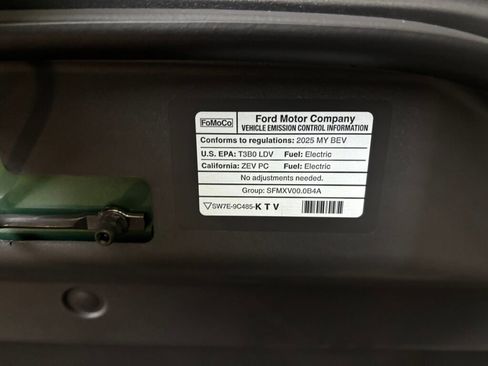 FoMoCo
Ford Motor Company
VEHICLE EMISSION CONTROL INFORMATION
Conforms to regulations: 2025 MY BEV
U.S. EPA: T3B0 LDV Fuel: Electric
California: ZEV PC Fuel: Electric
No adjustments needed.
Group: SFMXV00.0B4A
SW7E-9C485-KTV